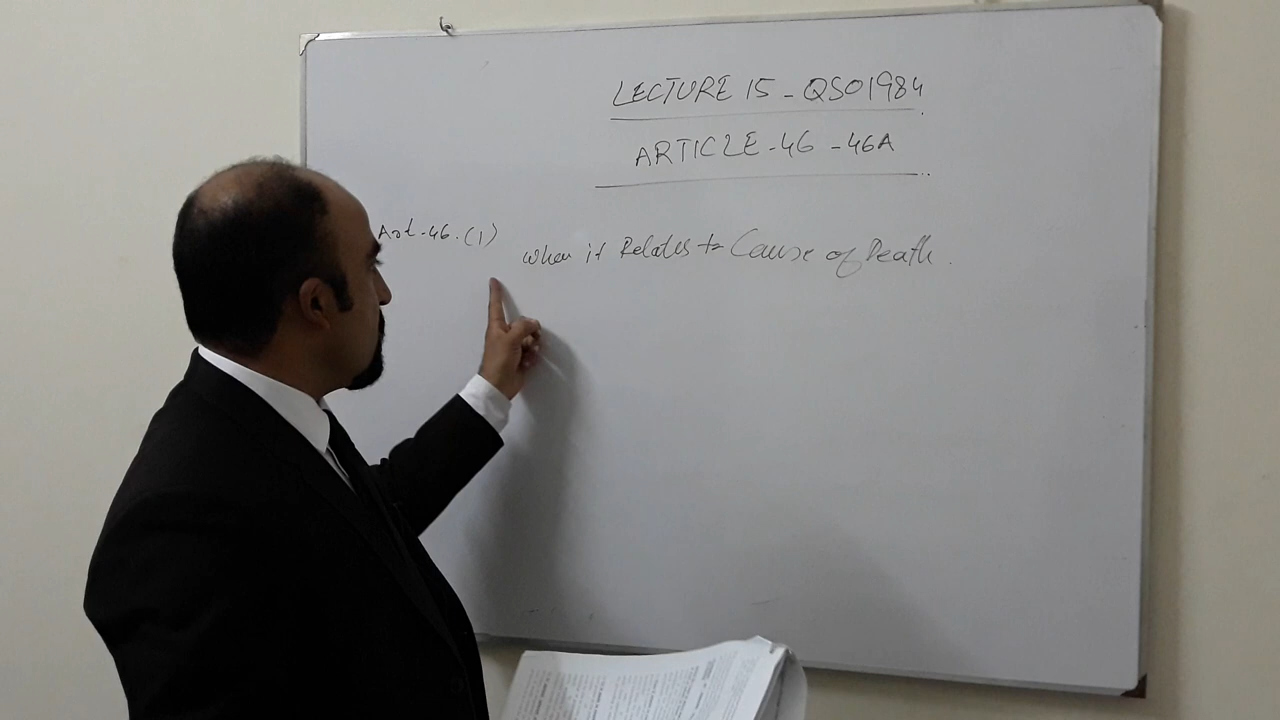 LECTURE 15 - QSO1984
ARTICLE - 46 - 46A
Art-46.(1) When it Relates to Cause of Death.